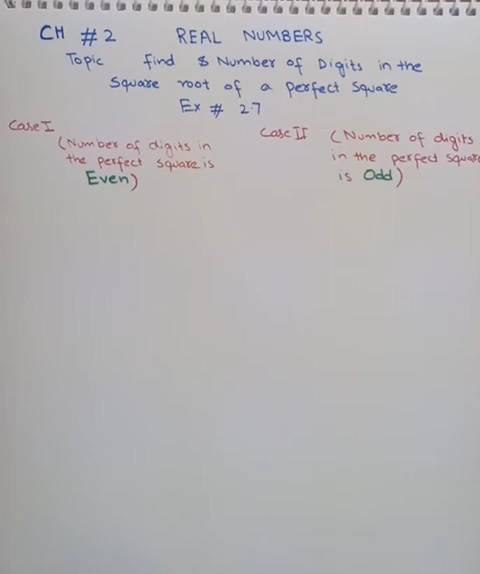 CH # 2 REAL NUMBERS
Topic find $ Number of Digits in the
Square root of a perfect Square
Ex # 2.7
Case I
(Number of digits in
the perfect square is
Even)
Case II (Number of digits
in the perfect square
is Odd)